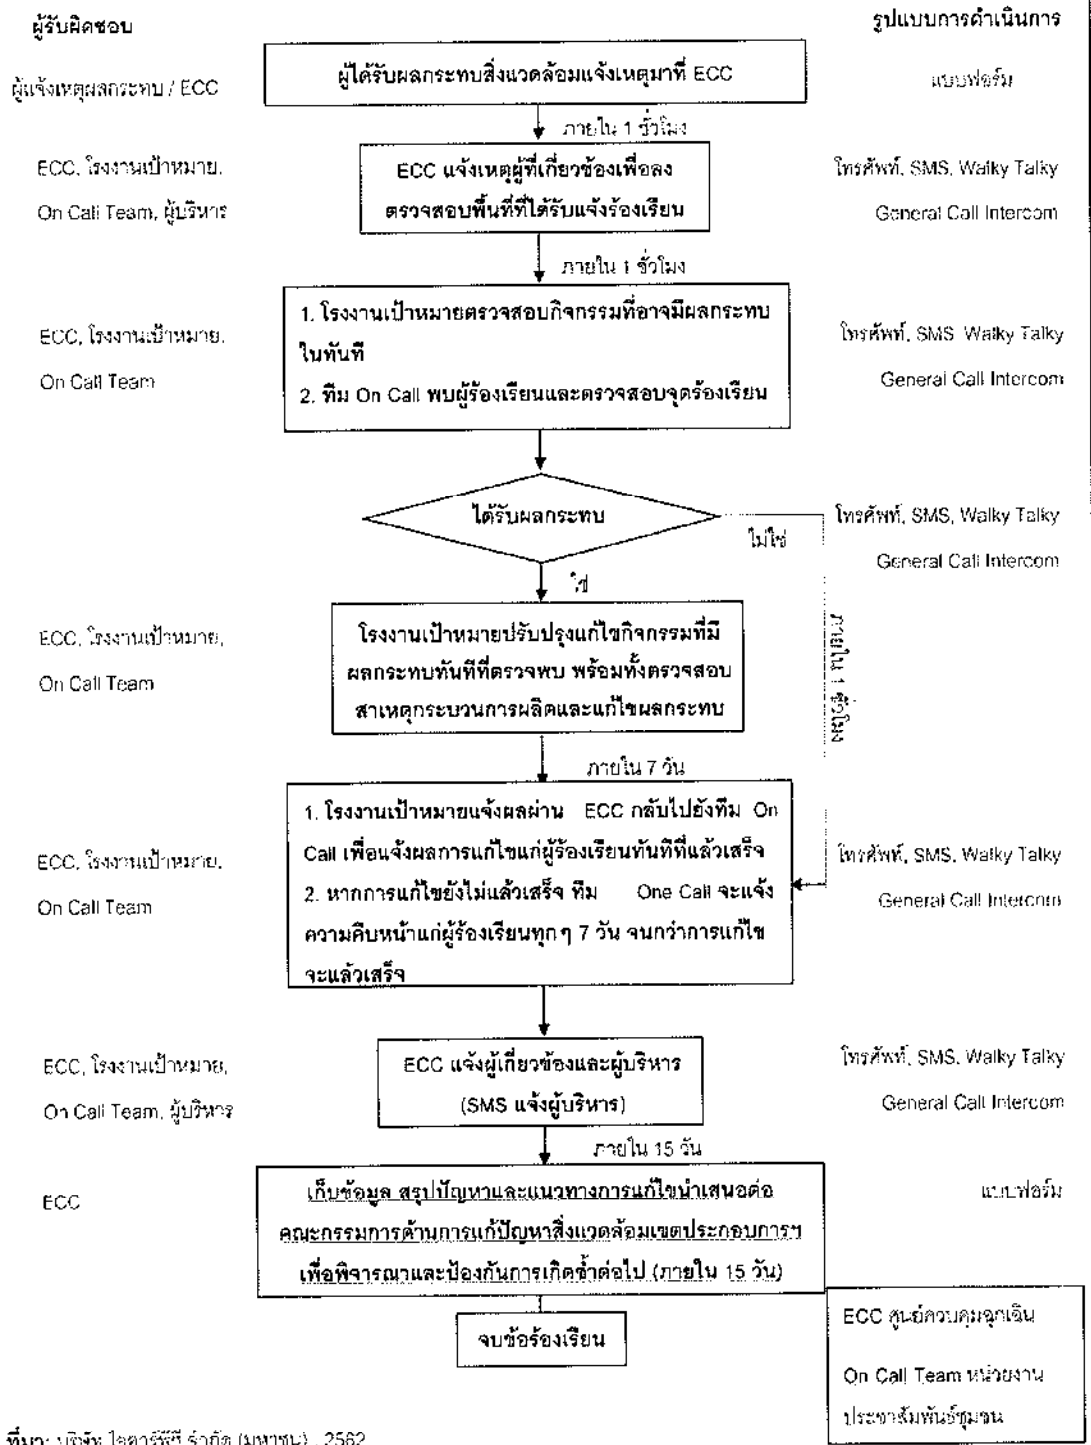 ผู้รับผิดชอบ
รูปแบบการดำเนินการ
ผู้แจ้งเหตุผลกระทบ / ECC
ผู้ได้รับผลกระทบสิ่งแวดล้อมแจ้งเหตุมาที่ ECC
แบบฟอร์ม
ภายใน 1 ชั่วโมง
ECC, โรงงานเป้าหมาย,
On Call Team, ผู้บริหาร
ECC แจ้งเหตุผู้ที่เกี่ยวข้องเพื่อลง
ตรวจสอบพื้นที่ที่ได้รับแจ้งร้องเรียน
โทรศัพท์, SMS, Walky Talky
General Call Intercom
ภายใน 1 ชั่วโมง
ECC, โรงงานเป้าหมาย,
On Call Team
1. โรงงานเป้าหมายตรวจสอบกิจกรรมที่อาจมีผลกระทบ
ในทันที
2. ทีม On Call พบผู้ร้องเรียนและตรวจสอบจุดร้องเรียน
โทรศัพท์, SMS Walky Talky
General Call Intercom
ได้รับผลกระทบ
ไม่ใช่
ใช่
โทรศัพท์, SMS, Walky Talky
General Call Intercom
ภายใน 1 ชั่วโมง
ECC, โรงงานเป้าหมาย,
On Call Team
โรงงานเป้าหมายปรับปรุงแก้ไขกิจกรรมที่มี
ผลกระทบทันทีที่ตรวจพบ พร้อมทั้งตรวจสอบ
สาเหตุกระบวนการผลิตและแก้ไขผลกระทบ
ภายใน 7 วัน
ECC, โรงงานเป้าหมาย,
On Call Team
1. โรงงานเป้าหมายแจ้งผลผ่าน ECC กลับไปยังทีม On
Call เพื่อแจ้งผลการแก้ไขแก่ผู้ร้องเรียนทันทีที่แล้วเสร็จ
2. หากการแก้ไขยังไม่แล้วเสร็จ ทีม One Call จะแจ้ง
ความคืบหน้าแก่ผู้ร้องเรียนทุกๆ 7 วัน จนกว่าการแก้ไข
จะแล้วเสร็จ
โทรศัพท์, SMS, Walky Talky
General Call Intercom
ECC, โรงงานเป้าหมาย,
On Call Team, ผู้บริหาร
ECC แจ้งผู้เกี่ยวข้องและผู้บริหาร
(SMS แจ้งผู้บริหาร)
โทรศัพท์, SMS, Walky Talky
General Call Intercom
ภายใน 15 วัน
ECC
เก็บข้อมูล สรุปปัญหาและแนวทางการแก้ไขนำเสนอต่อ
คณะกรรมการด้านการแก้ปัญหาสิ่งแวดล้อมเขตประกอบการฯ
เพื่อพิจารณาและป้องกันการเกิดซ้ำต่อไป (ภายใน 15 วัน)
แบบฟอร์ม
จบข้อร้องเรียน
ECC ศูนย์ควบคุมฉุกเฉิน
On Call Team หน่วยงาน
ประชาสัมพันธ์ชุมชน
ที่มา: บริษัท ไออาร์พีซี จำกัด (มหาชน) , 2562